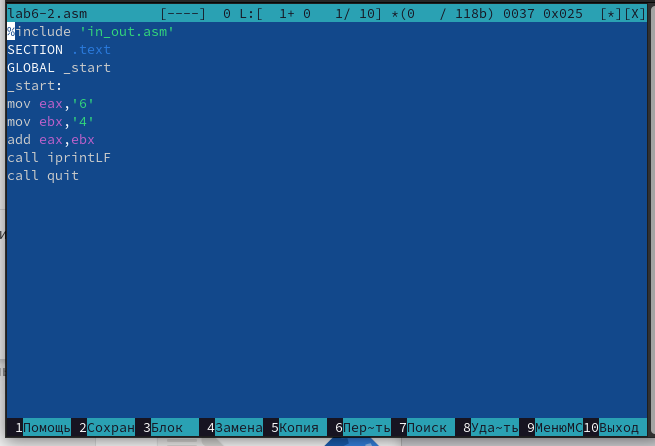 lab6-2.asm [----] 0 L:[ 1+ 0 1/ 10] *(0 / 118b) 0037 0x025 [*][X]
%include 'in_out.asm'
SECTION .text
GLOBAL _start
_start:
mov eax,'6'
mov ebx,'4'
add eax,ebx
call iprintLF
call quit
1Помощь 2Сохран 3Блок 4Замена 5Копия 6Пер~ть 7Поиск 8Уда~ть 9МенюMC 10Выход